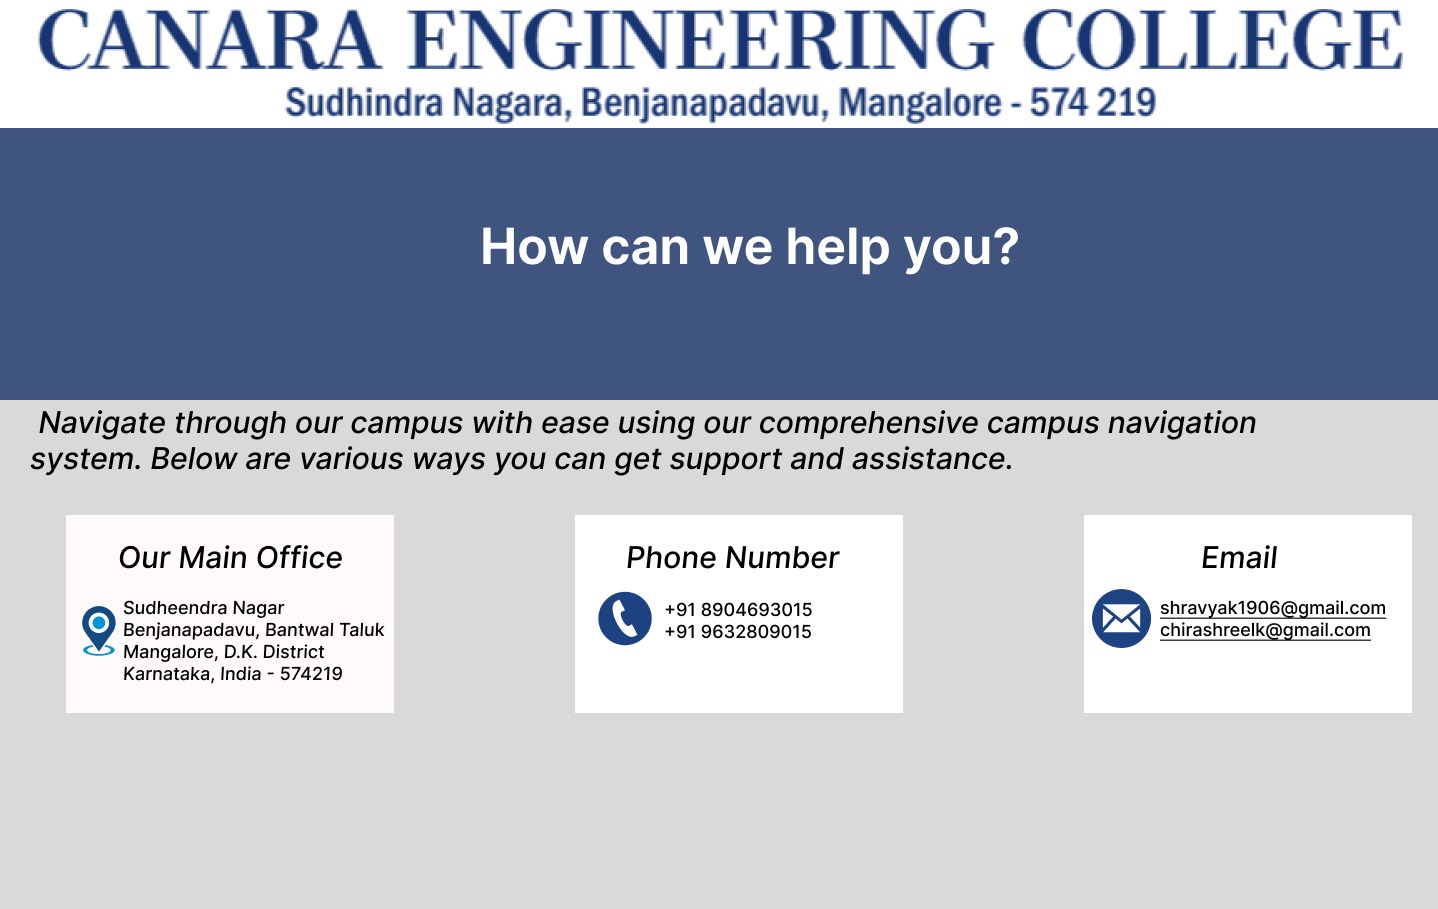 CANARA ENGINEERING COLLEGE
Sudhindra Nagara, Benjanapadavu, Mangalore - 574 219
How can we help you?
Navigate through our campus with ease using our comprehensive campus navigation
system. Below are various ways you can get support and assistance.
Our Main Office
Sudheendra Nagar
Benjanapadavu, Bantwal Taluk
Mangalore, D.K. District
Karnataka, India - 574219
Phone Number
+91 8904693015
+91 9632809015
Email
shravyak1906@gmail.com
chirashreelk@gmail.com